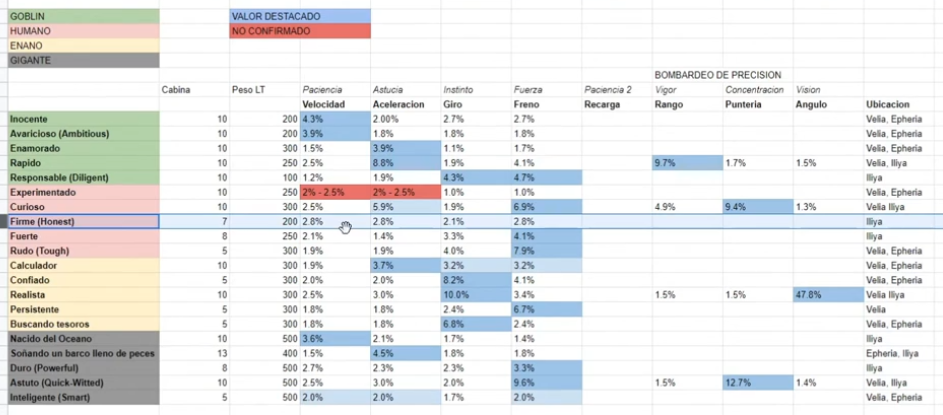 GOBLIN VALOR DESTACADO
HUMANO NO CONFIRMADO
ENANO
GIGANTE
BOMBARDEO DE PRECISION
Cabina Peso LT Paciencia Astucia Instinto Fuerza Paciencia 2 Vigor Concentracion Vision
Velocidad Aceleracion Giro Freno Recarga Rango Punteria Angulo Ubicacion
Inocente 10 200 4.3% 2.00% 2.7% 2.7% Velia, Epheria
Avaricioso (Ambitious) 10 200 3.9% 1.8% 1.8% 1.8% Velia, Epheria
Enamorado 10 300 1.5% 3.9% 1.1% 1.7% Velia, Epheria
Rapido 10 250 2.5% 8.8% 1.9% 4.1% 9.7% 1.7% 1.5% Velia, Iliya
Responsable (Diligent) 10 100 1.2% 1.9% 4.3% 4.7% Iliya
Experimentado 10 250 2% - 2.5% 2% - 2.5% 1.0% 1.0% Iliya, Epheria
Curioso 10 300 2.5% 5.9% 1.9% 6.9% 4.9% 9.4% 1.3% Velia Iliya
Firme (Honest) 7 200 2.8% 2.8% 2.1% 2.8% Iliya
Fuerte 8 250 2.1% 1.4% 3.3% 4.1% Iliya
Rudo (Tough) 5 300 1.9% 1.9% 4.0% 7.9% Velia, Epheria
Calculador 10 300 1.9% 3.7% 3.2% 3.2% Velia, Epheria
Confiado 5 300 2.0% 2.0% 8.2% 4.1% Velia, Epheria
Realista 10 300 2.5% 3.0% 10.0% 3.4% 1.5% 1.5% 47.8% Velia Iliya
Persistente 5 300 1.8% 1.8% 2.4% 6.7% Velia
Buscando tesoros 5 300 1.8% 1.8% 6.8% 2.4% Velia, Epheria
Nacido del Oceano 10 500 3.6% 2.1% 1.7% 1.4% Iliya
Soñando un barco lleno de peces 13 400 1.5% 4.5% 1.8% 1.8% Epheria, Iliya
Duro (Powerful) 8 500 2.7% 2.3% 2.3% 3.3% Iliya
Astuto (Quick-Witted) 10 500 2.5% 3.0% 2.0% 9.6% 1.5% 12.7% 1.4% Velia, Iliya
Inteligente (Smart) 5 500 2.0% 2.0% 1.7% 2.0% Velia, Epheria